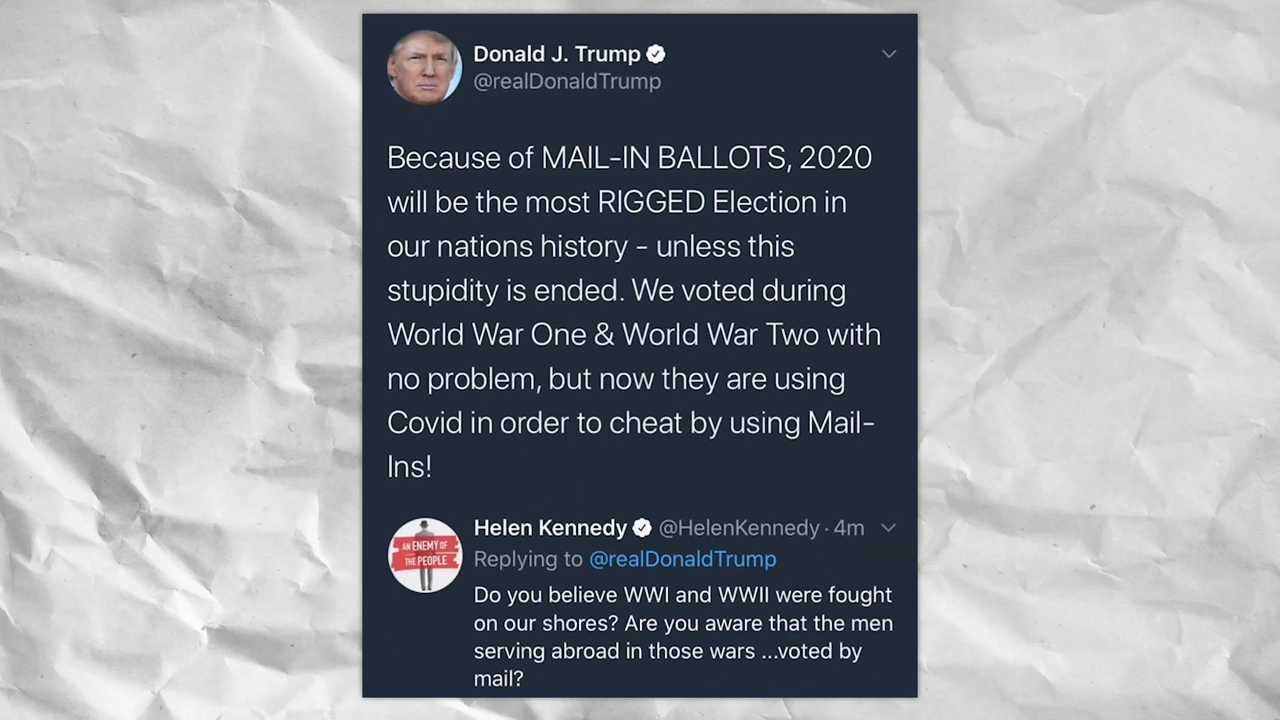 Donald J. Trump
@realDonaldTrump
Because of MAIL-IN BALLOTS, 2020
will be the most RIGGED Election in
our nations history - unless this
stupidity is ended. We voted during
World War One & World War Two with
no problem, but now they are using
Covid in order to cheat by using Mail-
Ins!
Helen Kennedy @HelenKennedy · 4m
Replying to @realDonaldTrump
AN ENEMY OF
THE PEOPLE
Do you believe WWI and WWII were fought
on our shores? Are you aware that the men
serving abroad in those wars ...voted by
mail?